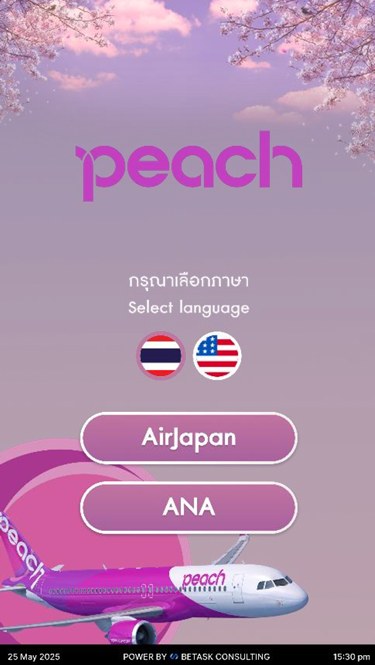 peach
กรุณาเลือกภาษา
Select language
AirJapan
ANA
peach
peach
25 May 2025 POWER BY BETASK CONSULTING 15:30 pm